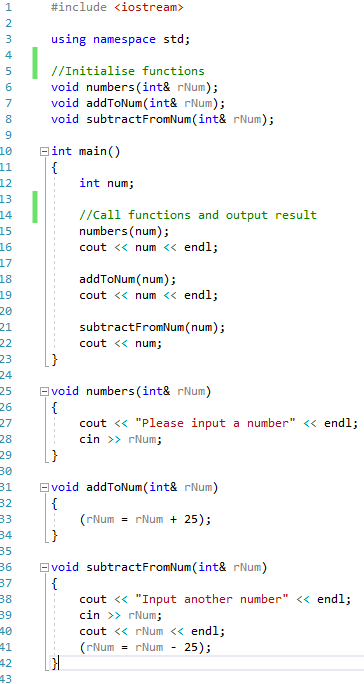 1 #include <iostream>
2
3 using namespace std;
4
5 //Initialise functions
6 void numbers(int& rNum);
7 void addToNum(int& rNum);
8 void subtractFromNum(int& rNum);
9
10 int main()
11 {
12 int num;
13
14 //Call functions and output result
15 numbers(num);
16 cout << num << endl;
17
18 addToNum(num);
19 cout << num << endl;
20
21 subtractFromNum(num);
22 cout << num;
23 }
24
25 void numbers(int& rNum)
26 {
27 cout << "Please input a number" << endl;
28 cin >> rNum;
29 }
30
31 void addToNum(int& rNum)
32 {
33 (rNum = rNum + 25);
34 }
35
36 void subtractFromNum(int& rNum)
37 {
38 cout << "Input another number" << endl;
39 cin >> rNum;
40 cout << rNum << endl;
41 (rNum = rNum - 25);
42 }
43